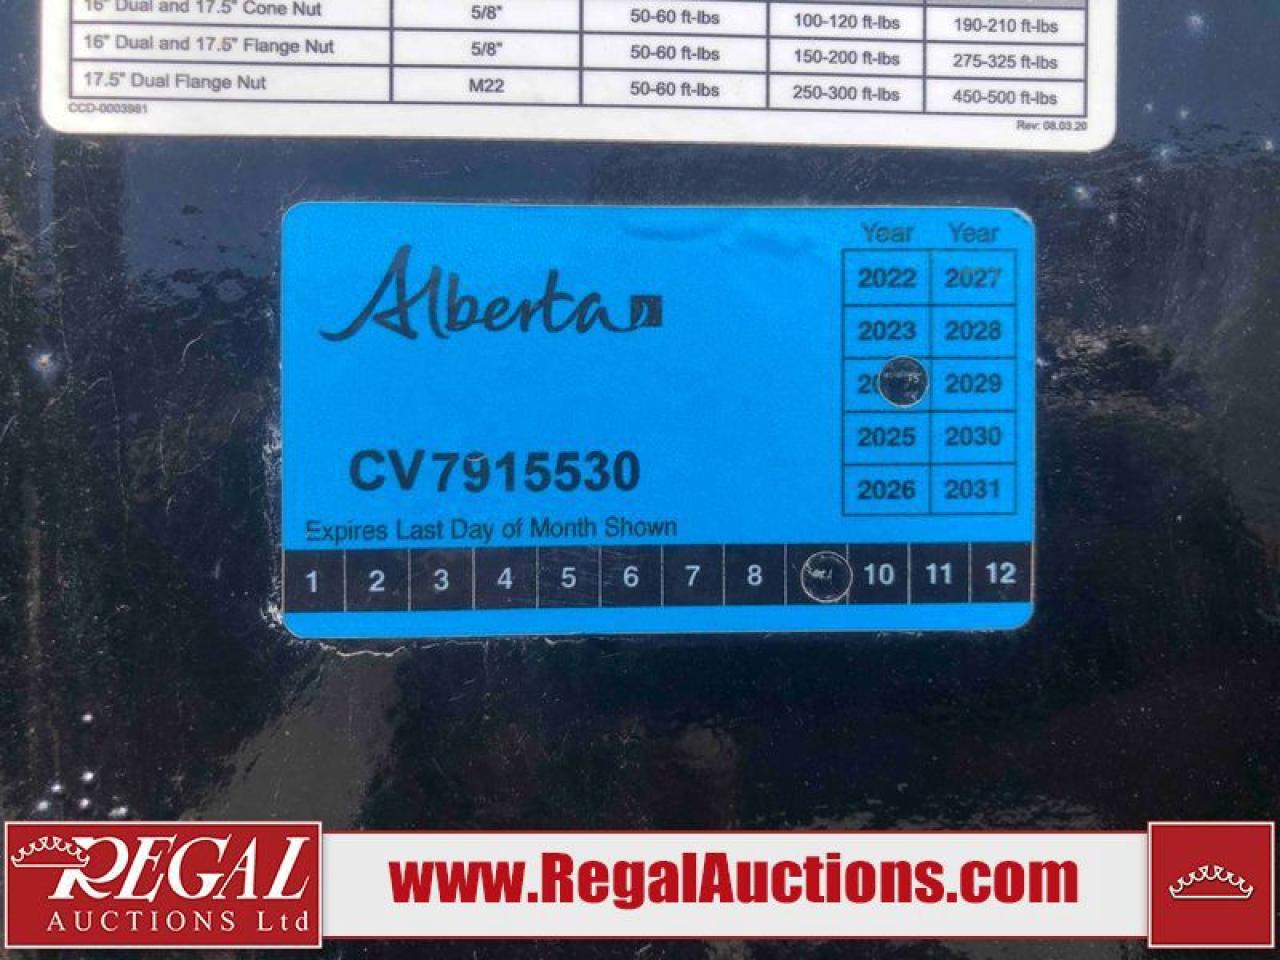 16" Dual and 17.5" Cone Nut 5/8" 50-60 ft-lbs 100-120 ft-lbs 190-210 ft-lbs
16" Dual and 17.5" Flange Nut 5/8" 50-60 ft-lbs 150-200 ft-lbs 275-325 ft-lbs
17.5" Dual Flange Nut M22 50-60 ft-lbs 250-300 ft-lbs 450-500 ft-lbs
CCD-0003981 Rev: 08.03.20
Alberta
Year Year
2022 2027
2023 2028
2029
2025 2030
2026 2031
CV7915530
Expires Last Day of Month Shown
1 2 3 4 5 6 7 8 10 11 12
REGAL
AUCTIONS Ltd
www.RegalAuctions.com